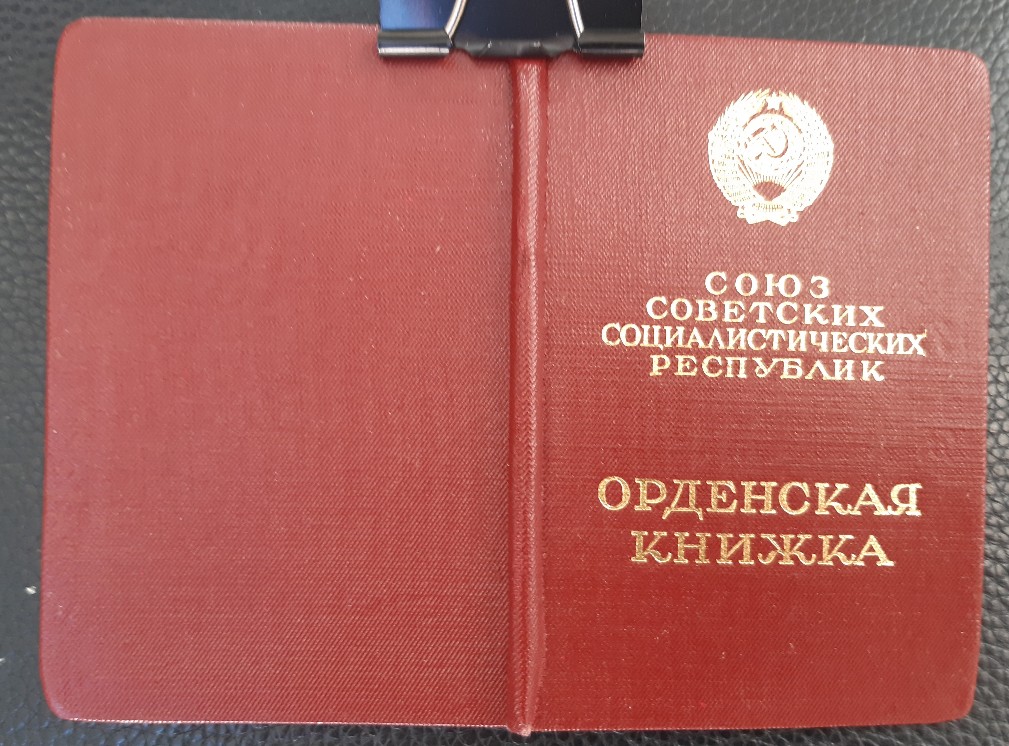 СОЮЗ
СОВЕТСКИХ
СОЦИАЛИСТИЧЕСКИХ
РЕСПУБЛИК
ОРДЕНСКАЯ
КНИЖКА